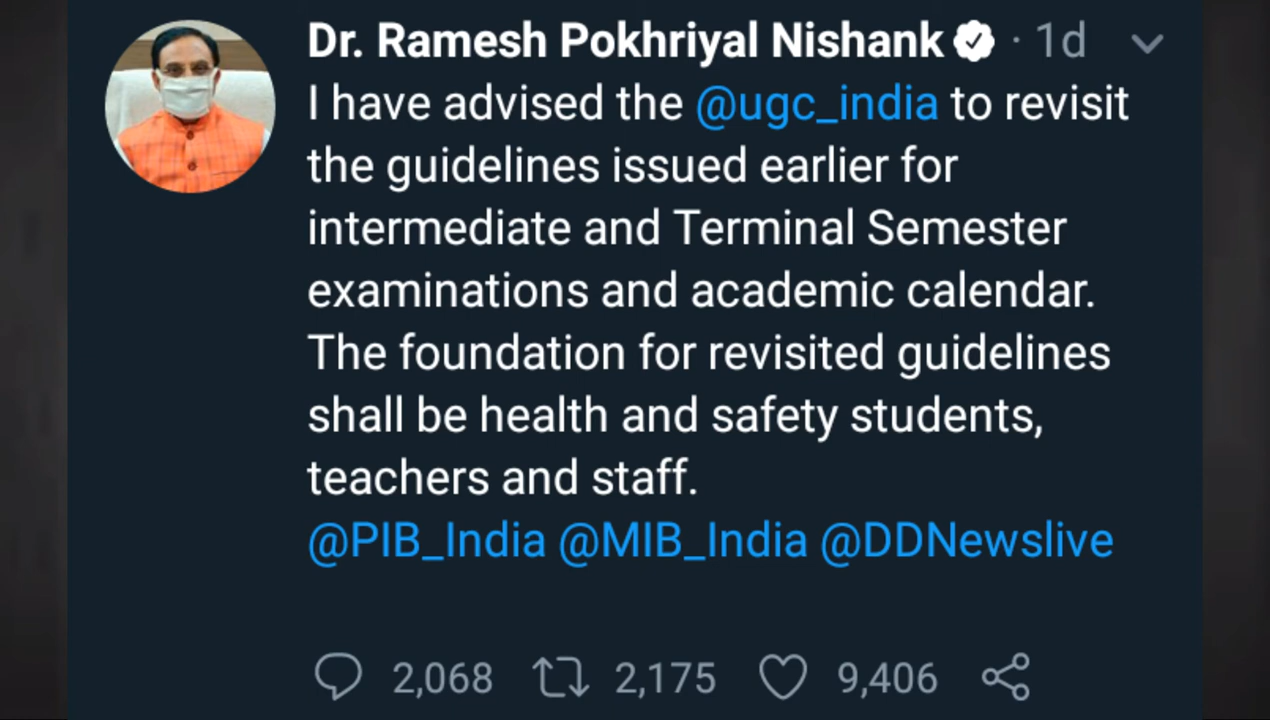 Dr. Ramesh Pokhriyal Nishank · 1d
I have advised the @ugc_india to revisit
the guidelines issued earlier for
intermediate and Terminal Semester
examinations and academic calendar.
The foundation for revisited guidelines
shall be health and safety students,
teachers and staff.
@PIB_India @MIB_India @DDNewslive
2,068 2,175 9,406